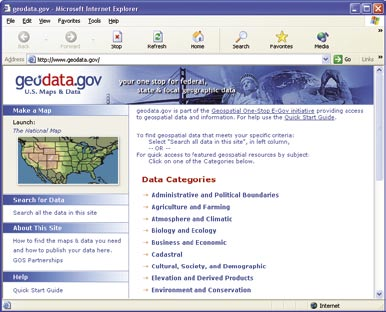 geodata.gov - Microsoft Internet Explorer
File Edit View Favorites Tools Help
Back Forward Stop Refresh Home Search Favorites Media
Address http://www.geodata.gov/ Go Links
geodata.gov
U.S. Maps & Data
your one stop for federal,
state & local geographic data
Make a Map
Launch:
The National Map
Search for Data
Search all the data in this site
About This Site
How to find the maps & data you need
and how to publish your data here.
GOS Partnerships
Help
Quick Start Guide
geodata.gov is part of the Geospatial One-Stop E-Gov initiative providing access
to geospatial data and information. For help use the Quick Start Guide.
To find geospatial data that meets your specific criteria:
Select "Search all data in this site", in left column,
-- OR --
For quick access to featured geospatial resources by subject
Click on one of the Categories below.
Data Categories
Administrative and Political Boundaries
Agriculture and Farming
Atmosphere and Climatic
Biology and Ecology
Business and Economic
Cadastral
Cultural, Society, and Demographic
Elevation and Derived Products
Environment and Conservation
Internet